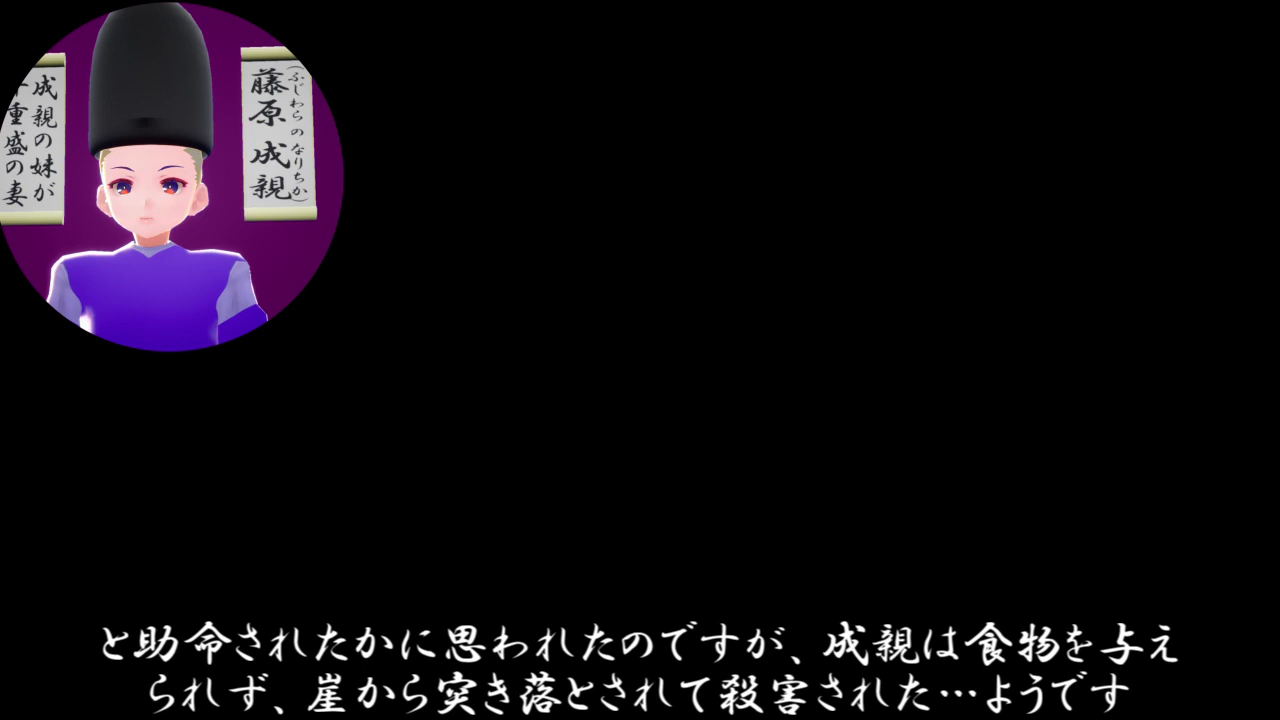 藤原成親
(ふじわらのなりちか)
成親の妹が
重盛の妻
と助命されたかに思われたのですが、成親は食物を与え
られず、崖から突き落とされて殺害された…ようです